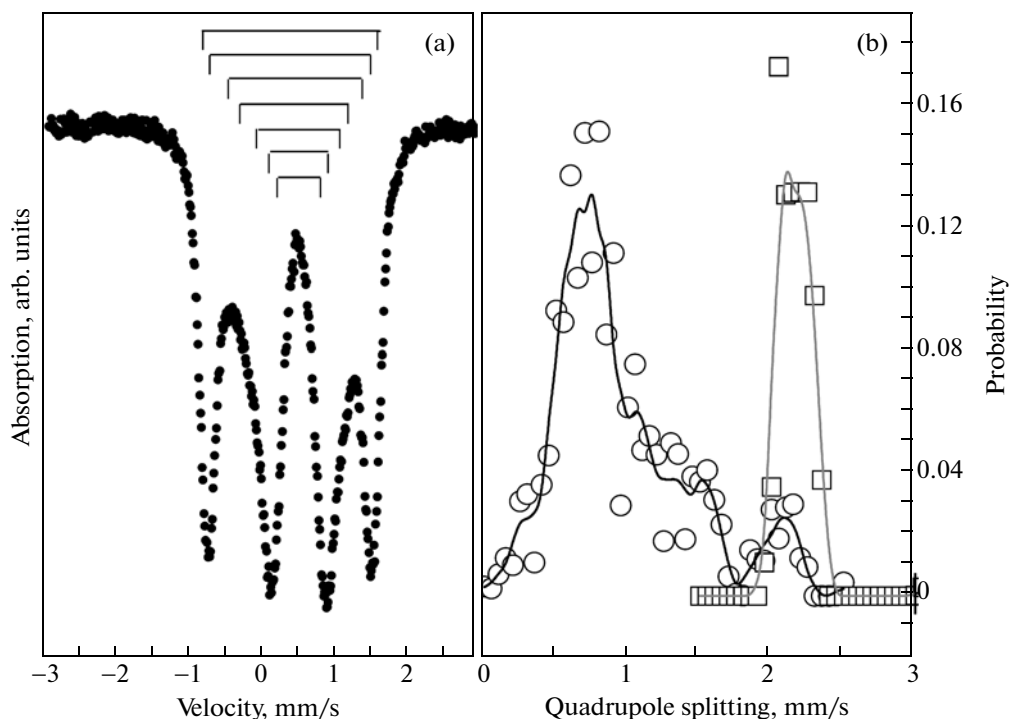 (a)
(b)
Absorption, arb. units
−3
−2
−1
0
1
2
Velocity, mm/s
0
1
2
3
Quadrupole splitting, mm/s
0.16
0.12
0.08
0.04
0
Probability